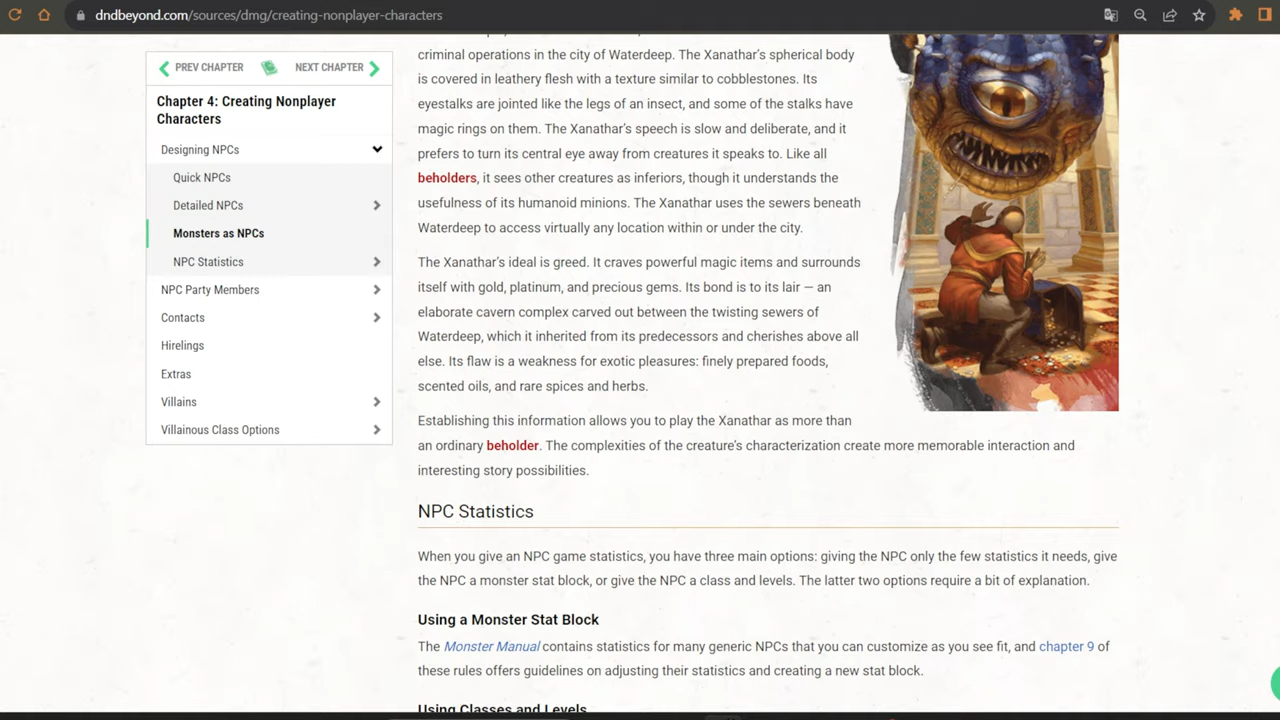 dndbeyond.com/sources/dmg/creating-nonplayer-characters
PREV CHAPTER
NEXT CHAPTER
Chapter 4: Creating Nonplayer
Characters
Designing NPCs
Quick NPCs
Detailed NPCs
Monsters as NPCs
NPC Statistics
NPC Party Members
Contacts
Hirelings
Extras
Villains
Villainous Class Options
criminal operations in the city of Waterdeep. The Xanathar's spherical body
is covered in leathery flesh with a texture similar to cobblestones. Its
eyestalks are jointed like the legs of an insect, and some of the stalks have
magic rings on them. The Xanathar's speech is slow and deliberate, and it
prefers to turn its central eye away from creatures it speaks to. Like all
beholders, it sees other creatures as inferiors, though it understands the
usefulness of its humanoid minions. The Xanathar uses the sewers beneath
Waterdeep to access virtually any location within or under the city.
The Xanathar's ideal is greed. It craves powerful magic items and surrounds
itself with gold, platinum, and precious gems. Its bond is to its lair — an
elaborate cavern complex carved out between the twisting sewers of
Waterdeep, which it inherited from its predecessors and cherishes above all
else. Its flaw is a weakness for exotic pleasures: finely prepared foods,
scented oils, and rare spices and herbs.
Establishing this information allows you to play the Xanathar as more than
an ordinary beholder. The complexities of the creature's characterization create more memorable interaction and
interesting story possibilities.
NPC Statistics
When you give an NPC game statistics, you have three main options: giving the NPC only the few statistics it needs, give
the NPC a monster stat block, or give the NPC a class and levels. The latter two options require a bit of explanation.
Using a Monster Stat Block
The Monster Manual contains statistics for many generic NPCs that you can customize as you see fit, and chapter 9 of
these rules offers guidelines on adjusting their statistics and creating a new stat block.
Using Classes and Levels